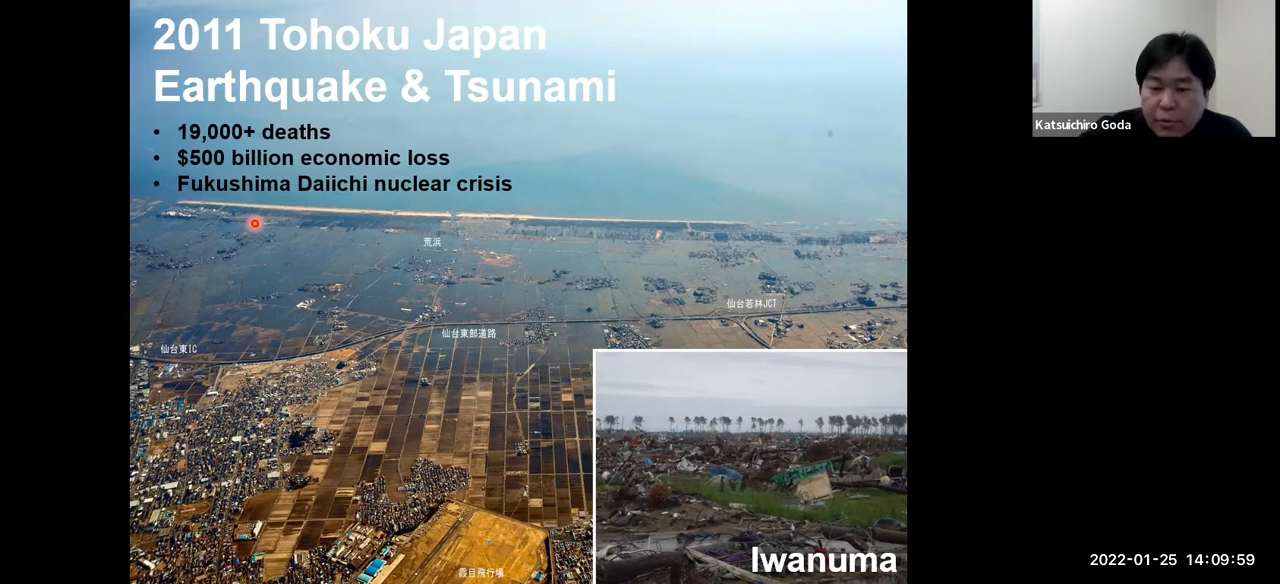 2011 Tohoku Japan
Earthquake & Tsunami
• 19,000+ deaths
• $500 billion economic loss
• Fukushima Daiichi nuclear crisis
Katsuichiro Goda
荒浜
仙台若林JCT
仙台東部道路
仙台東IC
霞目飛行場
Iwanuma
2022-01-25 14:09:59